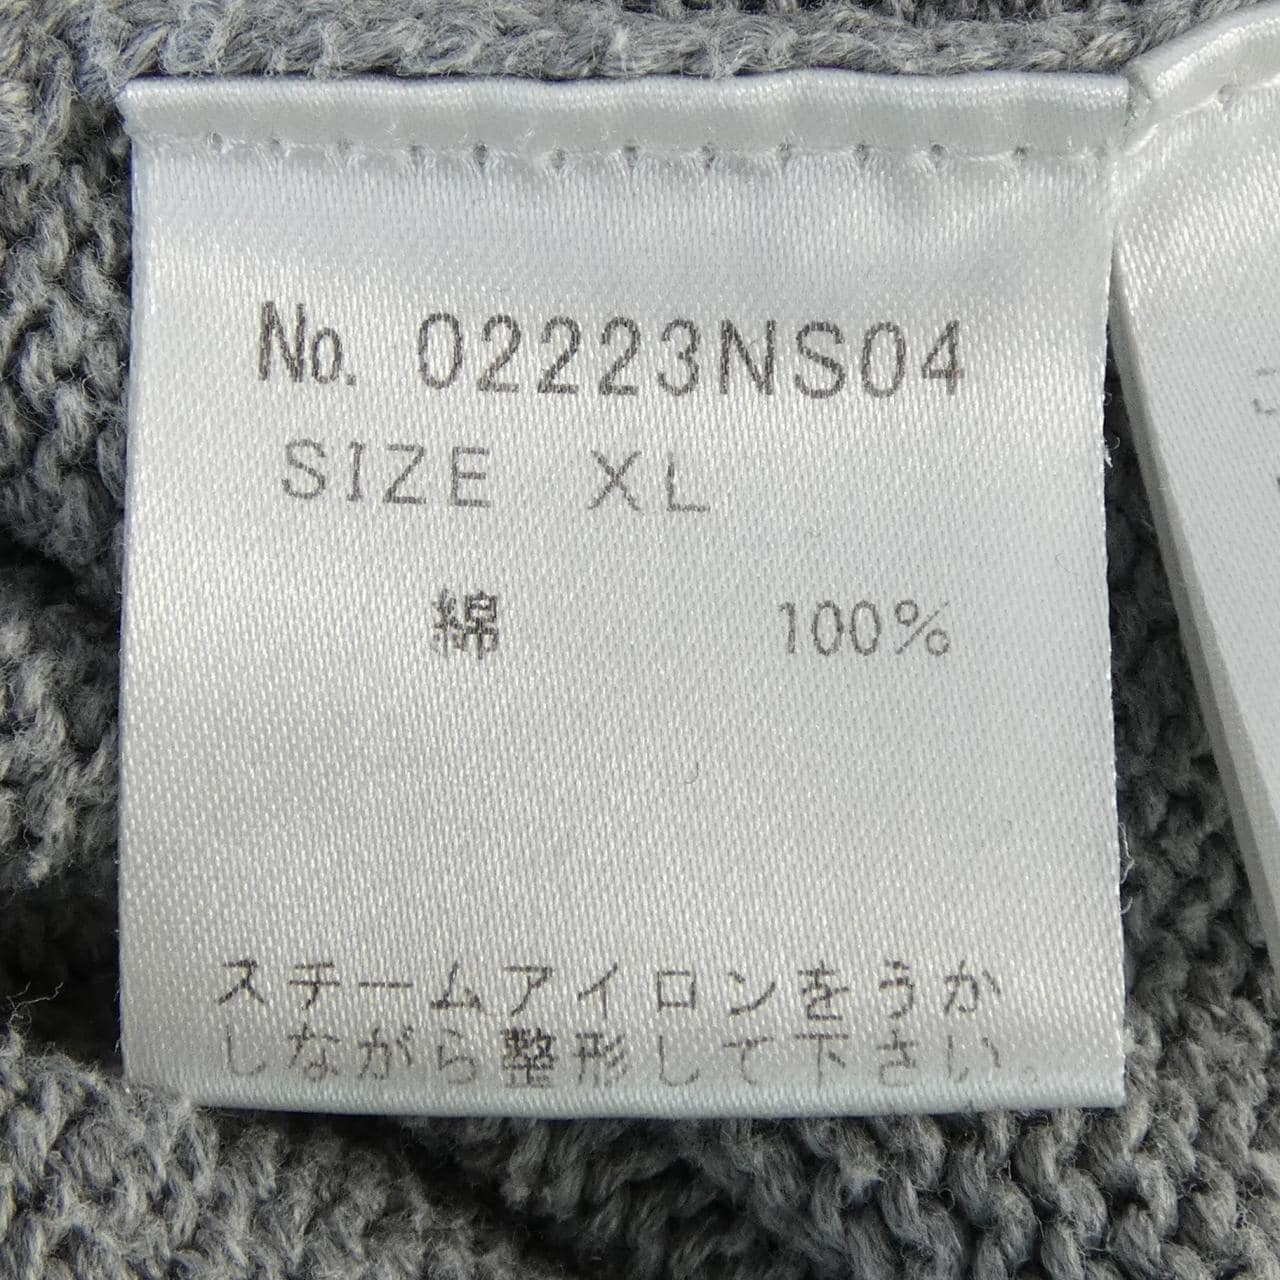 No. 02223NS04
SIZE XL
綿 100%
スチームアイロンをうか
しながら整形して下さい。